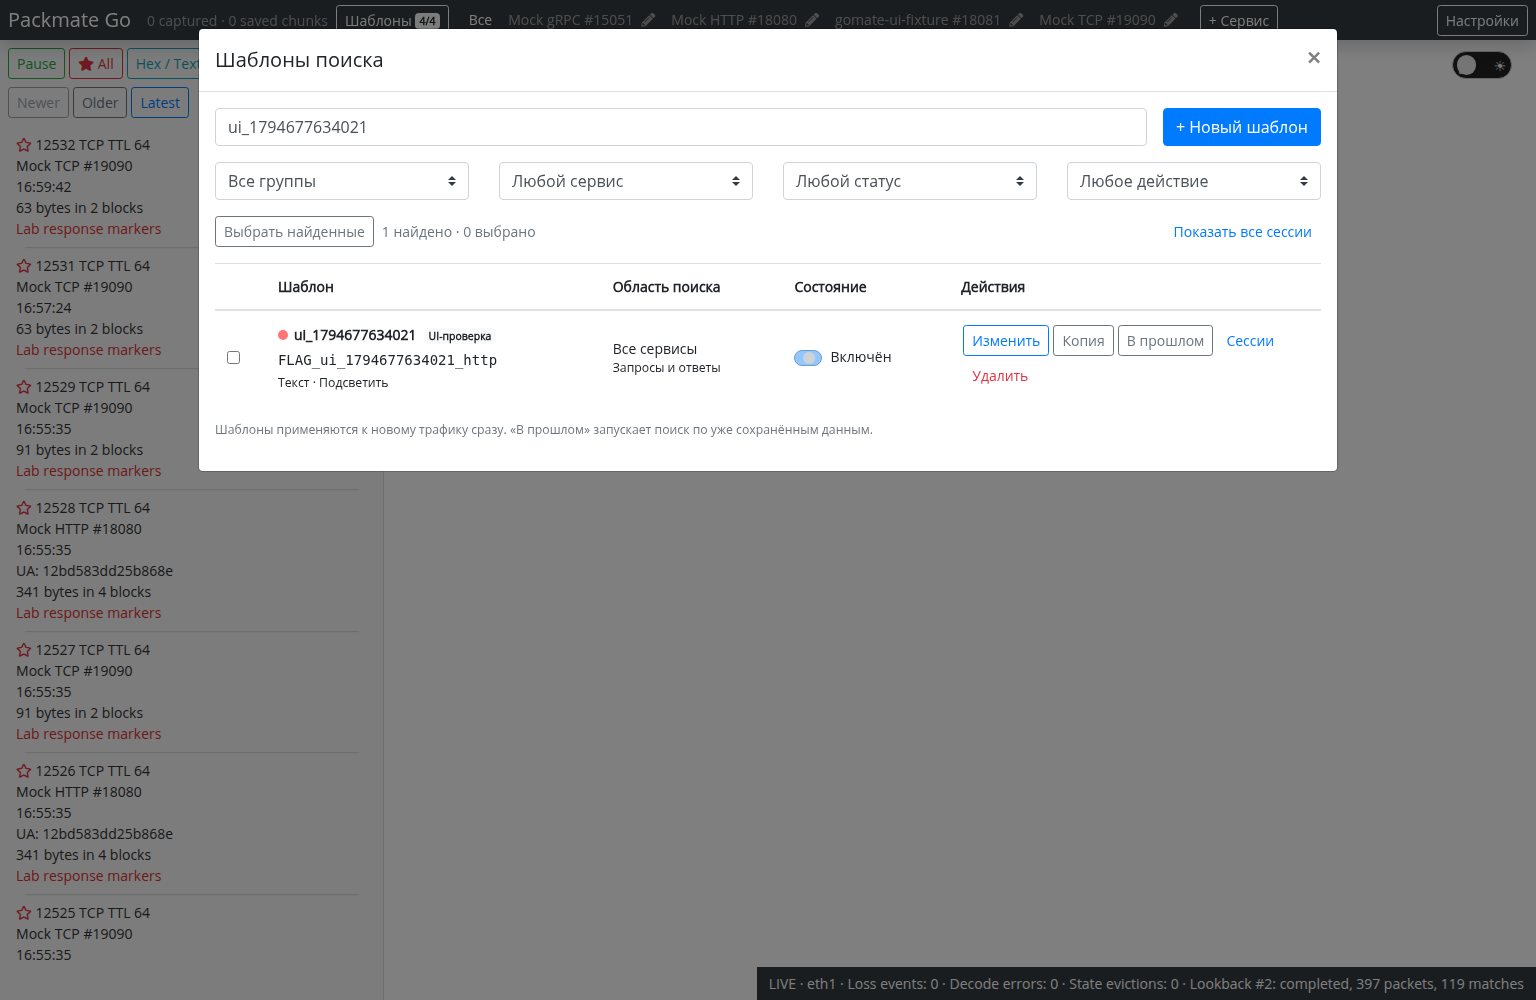 Packmate Go 0 captured · 0 saved chunks Шаблоны 4/4 Все Mock gRPC #15051 Mock HTTP #18080 gomate-ui-fixture #18081 Mock TCP #19090 + Сервис Настройки
Pause All Hex / Text
Newer Older Latest
12532 TCP TTL 64
Mock TCP #19090
16:59:42
63 bytes in 2 blocks
Lab response markers
12531 TCP TTL 64
Mock TCP #19090
16:57:24
63 bytes in 2 blocks
Lab response markers
12529 TCP TTL 64
Mock TCP #19090
16:55:35
91 bytes in 2 blocks
Lab response markers
12528 TCP TTL 64
Mock HTTP #18080
16:55:35
UA: 12bd583dd25b868e
341 bytes in 4 blocks
Lab response markers
12527 TCP TTL 64
Mock TCP #19090
16:55:35
91 bytes in 2 blocks
Lab response markers
12526 TCP TTL 64
Mock HTTP #18080
16:55:35
UA: 12bd583dd25b868e
341 bytes in 4 blocks
Lab response markers
12525 TCP TTL 64
Mock TCP #19090
16:55:35
Шаблоны поиска ×
ui_1794677634021 + Новый шаблон
Все группы Любой сервис Любой статус Любое действие
Выбрать найденные 1 найдено · 0 выбрано Показать все сессии
Шаблон Область поиска Состояние Действия
ui_1794677634021 UI-проверка
FLAG_ui_1794677634021_http
Текст · Подсветить
Все сервисы
Запросы и ответы
Включён
Изменить Копия В прошлом Сессии
Удалить
Шаблоны применяются к новому трафику сразу. «В прошлом» запускает поиск по уже сохранённым данным.
LIVE · eth1 · Loss events: 0 · Decode errors: 0 · State evictions: 0 · Lookback #2: completed, 397 packets, 119 matches